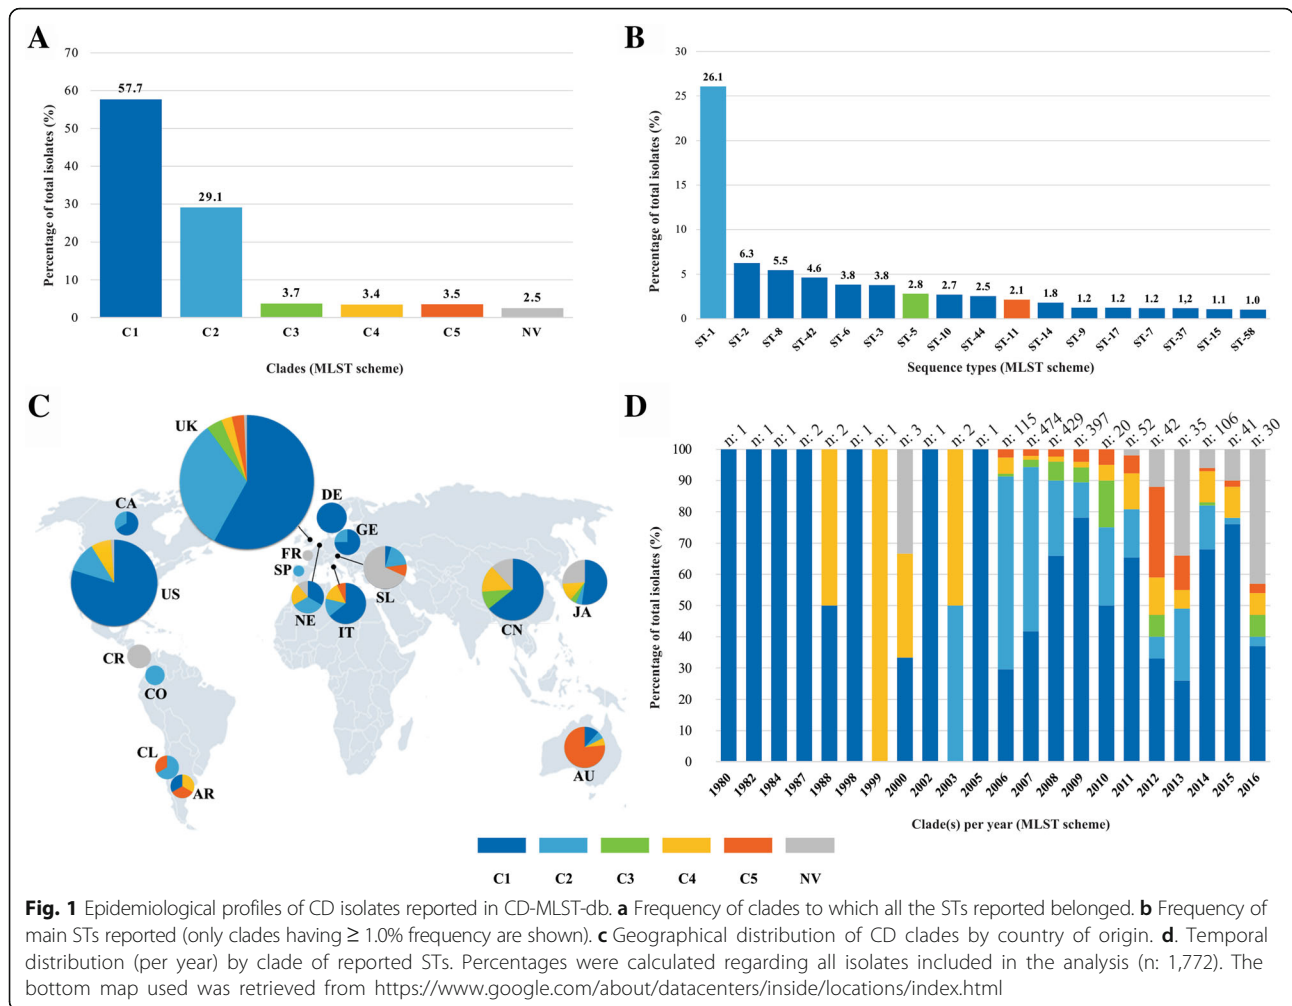 A
Percentage of total isolates (%)
70
60
50
40
30
20
10
0
57.7
29.1
3.7
3.4
3.5
2.5
C1 C2 C3 C4 C5 NV
Clades (MLST scheme)
B
Percentage of total isolates (%)
30
25
20
15
10
5
0
26.1
6.3
5.5
4.6
3.8
3.8
2.8
2.7
2.5
2.1
1.8
1.2
1.2
1.2
1,2
1.1
1.0
ST-1 ST-2 ST-8 ST-42 ST-6 ST-3 ST-5 ST-10 ST-44 ST-11 ST-14 ST-9 ST-17 ST-7 ST-37 ST-15 ST-58
Sequence types (MLST scheme)
C
UK
CA
US
DE
GE
FR
SP
NE
IT
SL
CN
JA
CR
CO
CL
AR
AU
D
n: 1 n: 1 n: 1 n: 2 n: 2 n: 1 n: 1 n: 3 n: 1 n: 2 n: 1 n: 115 n: 474 n: 429 n: 397 n: 20 n: 52 n: 42 n: 35 n: 106 n: 41 n: 30
Percentage of total isolates (%)
100
90
80
70
60
50
40
30
20
10
0
1980 1982 1984 1987 1988 1998 1999 2000 2002 2003 2005 2006 2007 2008 2009 2010 2011 2012 2013 2014 2015 2016
Clade(s) per year (MLST scheme)
C1 C2 C3 C4 C5 NV
Fig. 1 Epidemiological profiles of CD isolates reported in CD-MLST-db. a Frequency of clades to which all the STs reported belonged. b Frequency of
main STs reported (only clades having ≥ 1.0% frequency are shown). c Geographical distribution of CD clades by country of origin. d. Temporal
distribution (per year) by clade of reported STs. Percentages were calculated regarding all isolates included in the analysis (n: 1,772). The
bottom map used was retrieved from https://www.google.com/about/datacenters/inside/locations/index.html